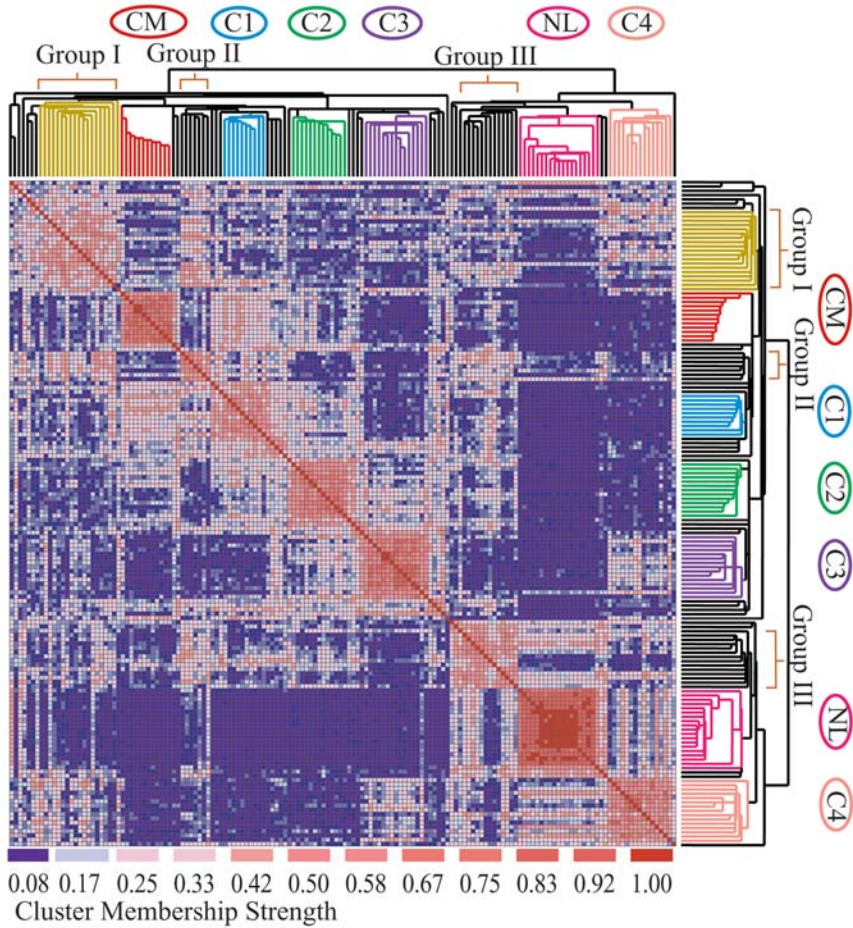 CM C1 C2 C3 NL C4
Group I Group II Group III
Group I
CM
Group II
C1
C2
C3
Group III
NL
C4
0.08 0.17 0.25 0.33 0.42 0.50 0.58 0.67 0.75 0.83 0.92 1.00
Cluster Membership Strength